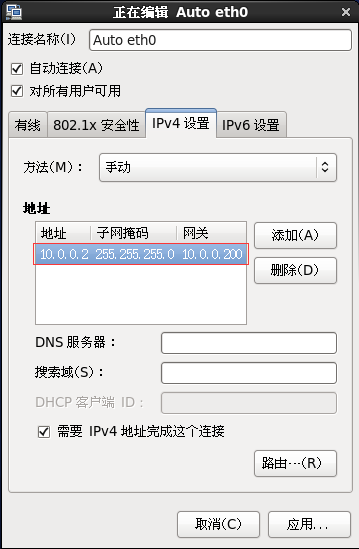 正在编辑 Auto eth0
连接名称(I) Auto eth0
自动连接(A)
对所有用户可用
有线 802.1x 安全性 IPv4 设置 IPv6 设置
方法(M)： 手动
地址
地址 子网掩码 网关
10.0.0.2 255.255.255.0 10.0.0.200
添加(A)
删除(D)
DNS 服务器：
搜索域(S)：
DHCP 客户端 ID：
需要 IPv4 地址完成这个连接
路由…(R)
取消(C) 应用...